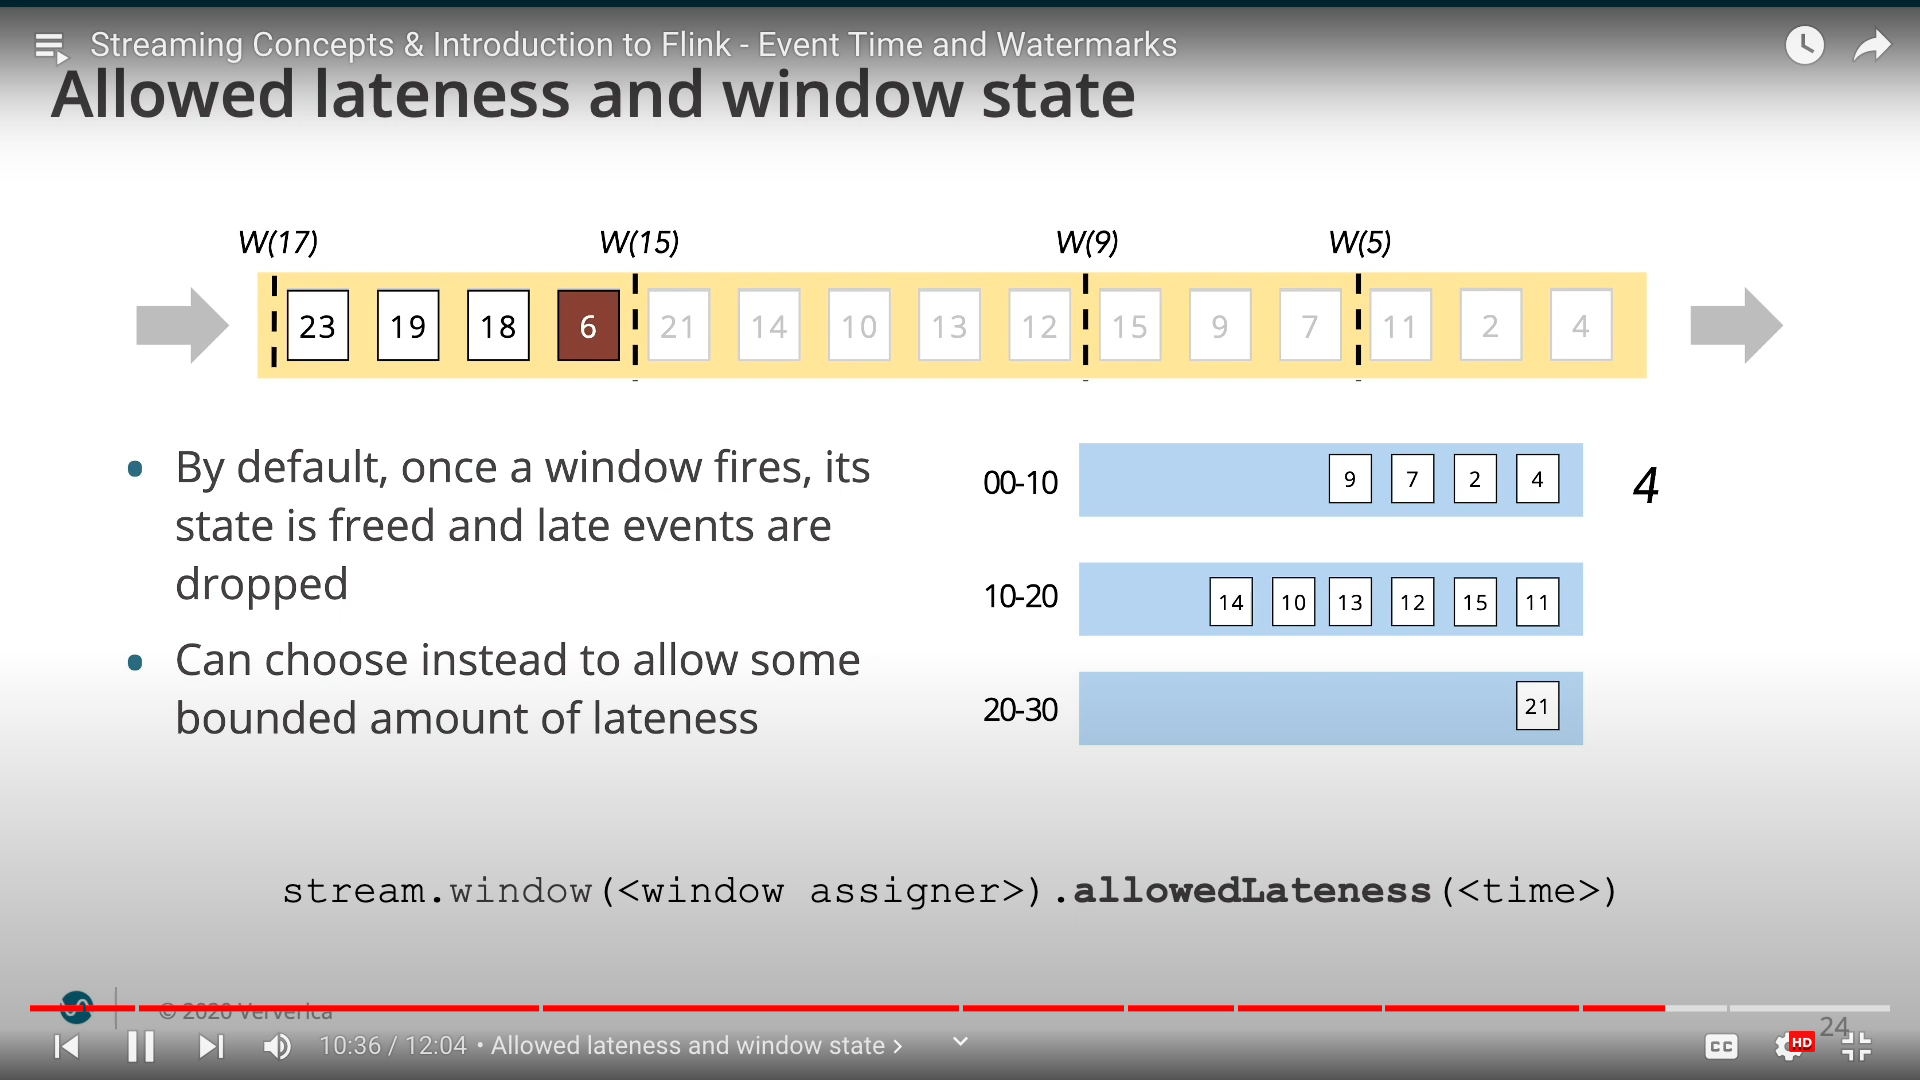 Streaming Concepts & Introduction to Flink - Event Time and Watermarks
Allowed lateness and window state
W(17) W(15) W(9) W(5)
23 19 18 6 21 14 10 13 12 15 9 7 11 2 4
• By default, once a window fires, its
state is freed and late events are
dropped
• Can choose instead to allow some
bounded amount of lateness
00-10 9 7 2 4 4
10-20 14 10 13 12 15 11
20-30 21
stream.window(<window assigner>).allowedLateness(<time>)
© 2020 Ververica
24
10:36 / 12:04 • Allowed lateness and window state ›
CC HD